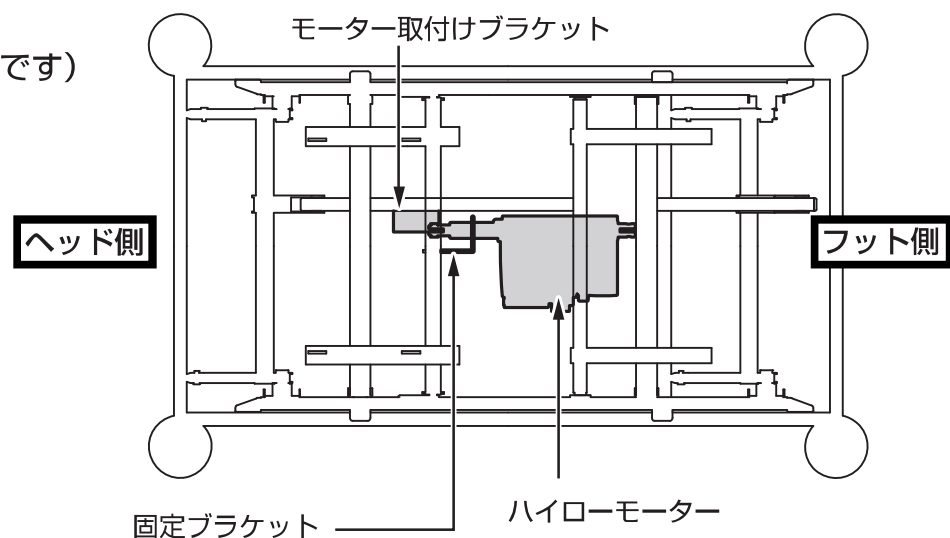 モーター取付けブラケット
です）
ヘッド側
フット側
ハイローモーター
固定ブラケット